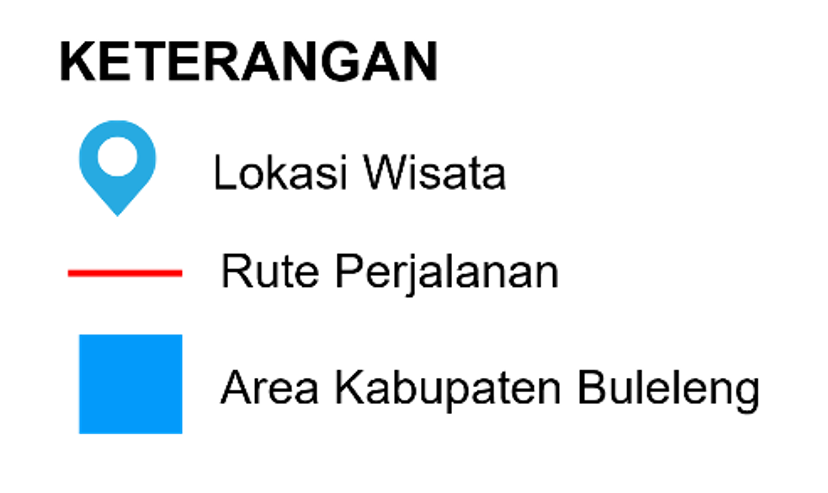 KETERANGAN
Lokasi Wisata
Rute Perjalanan
Area Kabupaten Buleleng